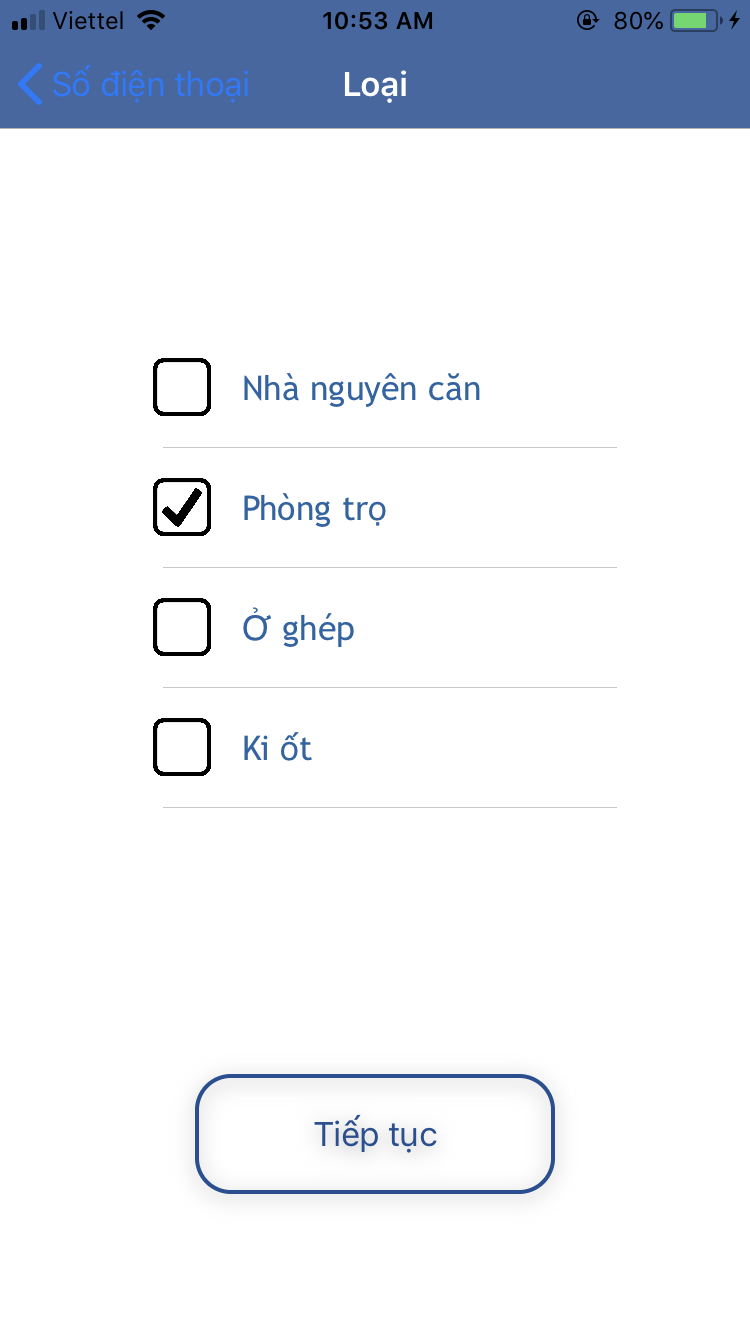 Viettel 10:53 AM 80%
Số điện thoại Loại
Nhà nguyên căn
Phòng trọ
Ở ghép
Ki ốt
Tiếp tục